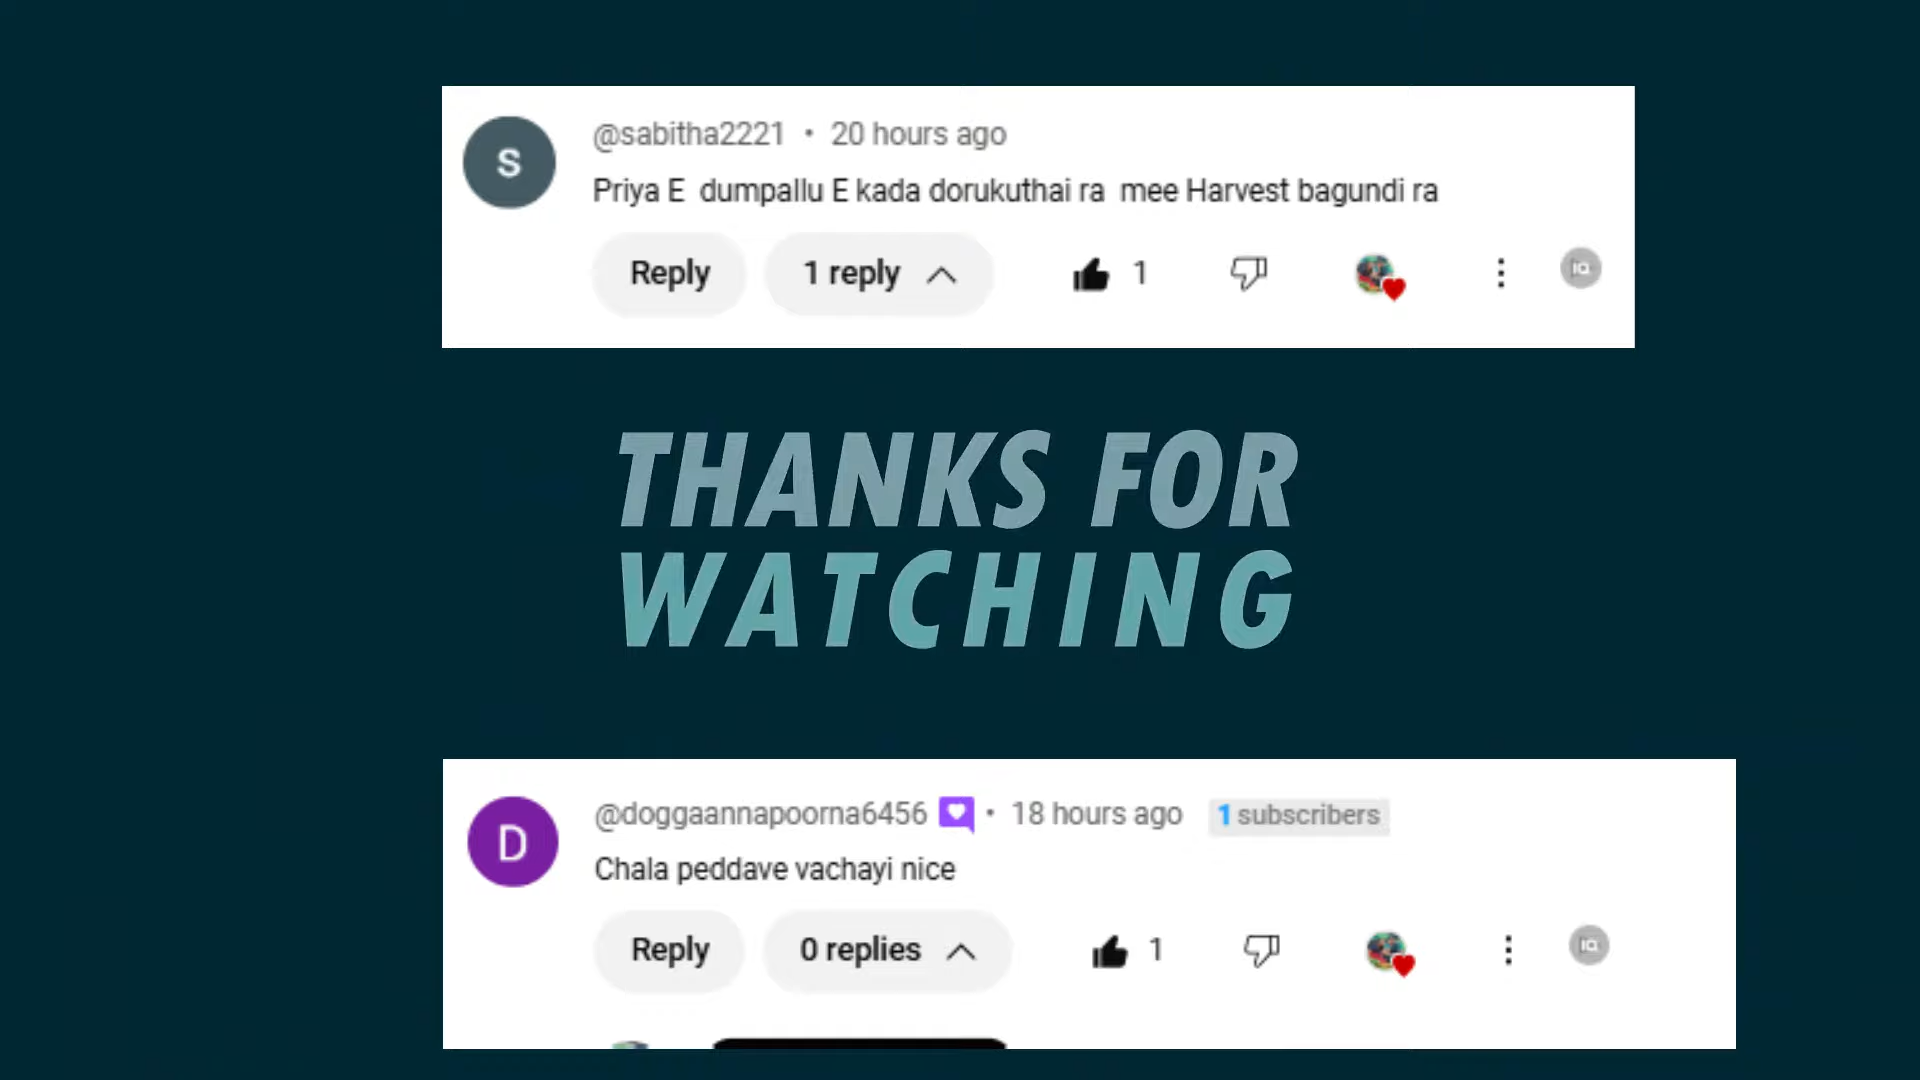 S
@sabitha2221 • 20 hours ago
Priya E dumpallu E kada dorukuthai ra mee Harvest bagundi ra
Reply 1 reply 1
THANKS FOR
WATCHING
D
@doggaannapoorna6456 • 18 hours ago 1 subscribers
Chala peddave vachayi nice
Reply 0 replies 1